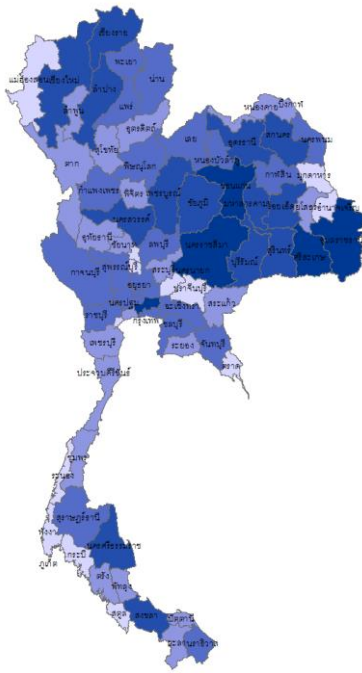 เชียงราย
แม่ฮ่องสอน
เชียงใหม่
พะเยา
น่าน
ลำปาง
ลำพูน
แพร่
อุตรดิตถ์
หนองคาย
บึงกาฬ
สุโขทัย
เลย
อุดรธานี
สกลนคร
นครพนม
ตาก
พิษณุโลก
หนองบัวลำภู
มุกดาหาร
กาฬสินธุ์
กำแพงเพชร
พิจิตร
เพชรบูรณ์
ขอนแก่น
ชัยภูมิ
มหาสารคาม
ร้อยเอ็ด
ยโสธร
อำนาจเจริญ
นครสวรรค์
อุทัยธานี
ชัยนาท
อุบลราชธานี
ลพบุรี
นครราชสีมา
บุรีรัมย์
สุรินทร์
ศรีสะเกษ
กาญจนบุรี
สุพรรณบุรี
สระบุรี
นครนายก
อยุธยา
ปราจีนบุรี
นครปฐม
ฉะเชิงเทรา
สระแก้ว
ราชบุรี
กรุงเทพ
ชลบุรี
เพชรบุรี
ระยอง
จันทบุรี
ตราด
ประจวบคีรีขันธ์
ชุมพร
ระนอง
สุราษฎร์ธานี
พังงา
นครศรีธรรมราช
ภูเก็ต
กระบี่
ตรัง
พัทลุง
สตูล
สงขลา
ปัตตานี
ยะลา
นราธิวาส